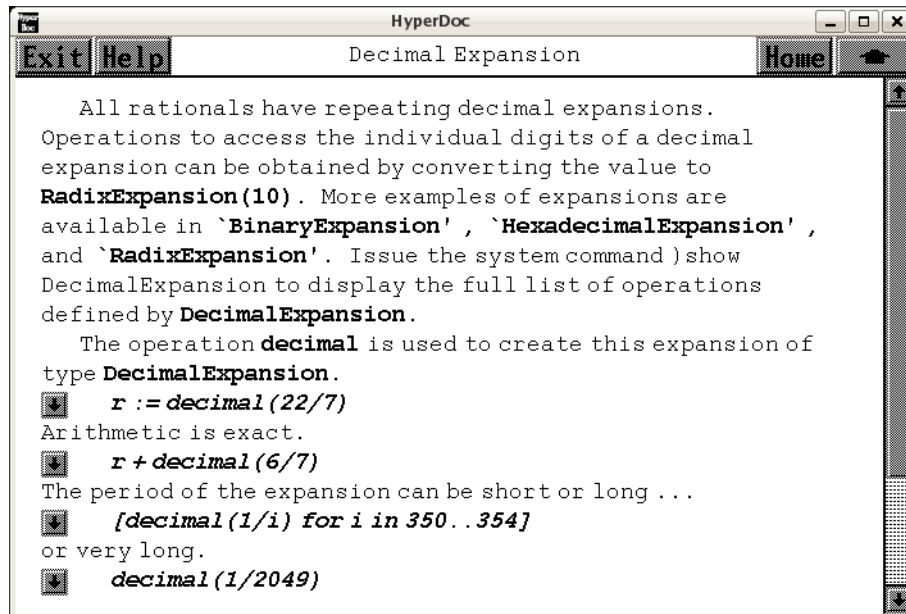 Hyper Doc HyperDoc
Exit Help Decimal Expansion Home
All rationals have repeating decimal expansions.
Operations to access the individual digits of a decimal
expansion can be obtained by converting the value to
RadixExpansion(10). More examples of expansions are
available in `BinaryExpansion', `HexadecimalExpansion',
and `RadixExpansion'. Issue the system command )show
DecimalExpansion to display the full list of operations
defined by DecimalExpansion.
The operation decimal is used to create this expansion of
type DecimalExpansion.
r := decimal(22/7)
Arithmetic is exact.
r + decimal(6/7)
The period of the expansion can be short or long ...
[decimal(1/i) for i in 350..354]
or very long.
decimal(1/2049)